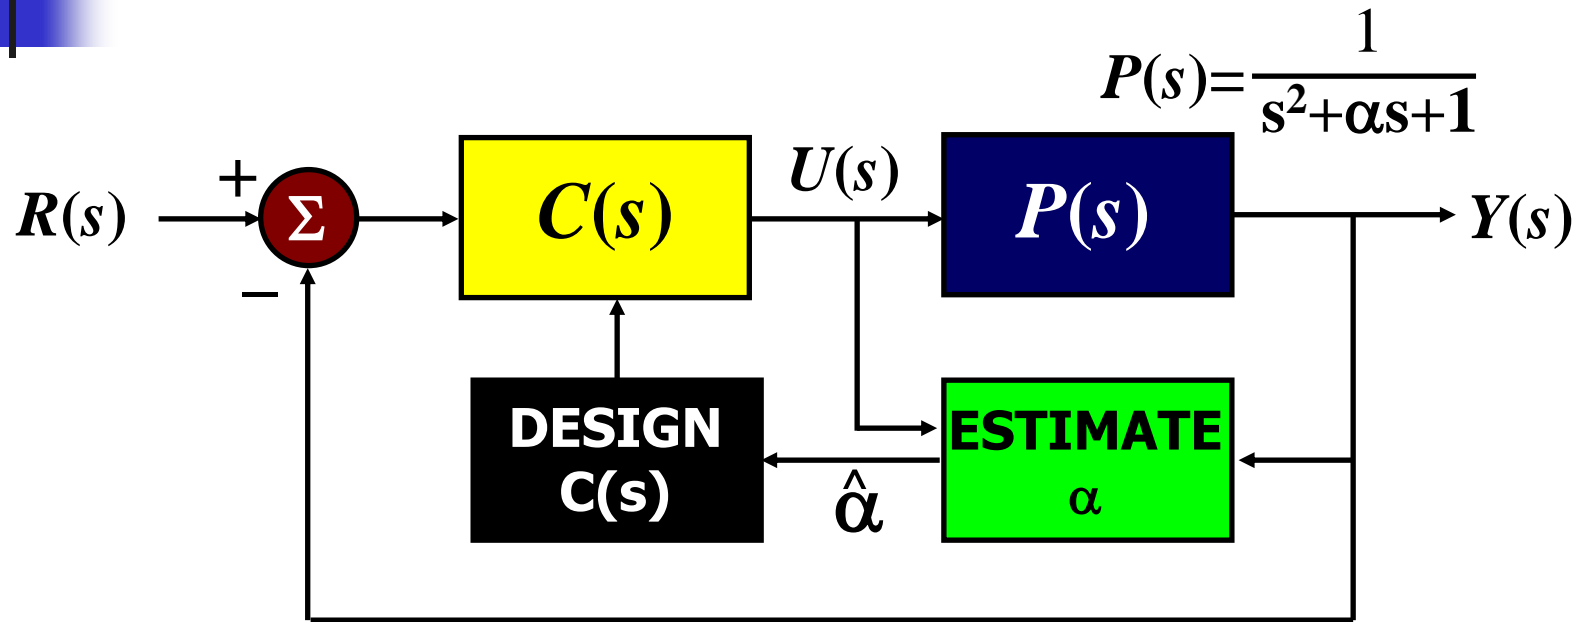 P(s)= 1
s²+αs+1
R(s)
+
−
Σ
C(s)
U(s)
P(s)
Y(s)
DESIGN
C(s)
α̂
ESTIMATE
α